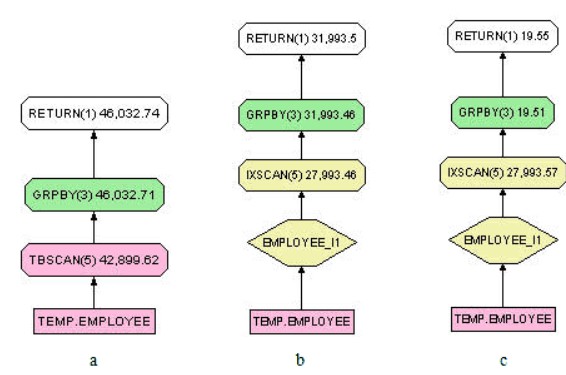 RETURN(1) 46,032.74
GRPBY(3) 46,032.71
TBSCAN(5) 42,899.62
TEMP.EMPLOYEE
a
RETURN(1) 31,993.5
GRPBY(3) 31,993.46
IXSCAN(5) 27,993.46
EMPLOYEE_I1
TEMP.EMPLOYEE
b
RETURN(1) 19.55
GRPBY(3) 19.51
IXSCAN(5) 27,993.57
EMPLOYEE_I1
TEMP.EMPLOYEE
c